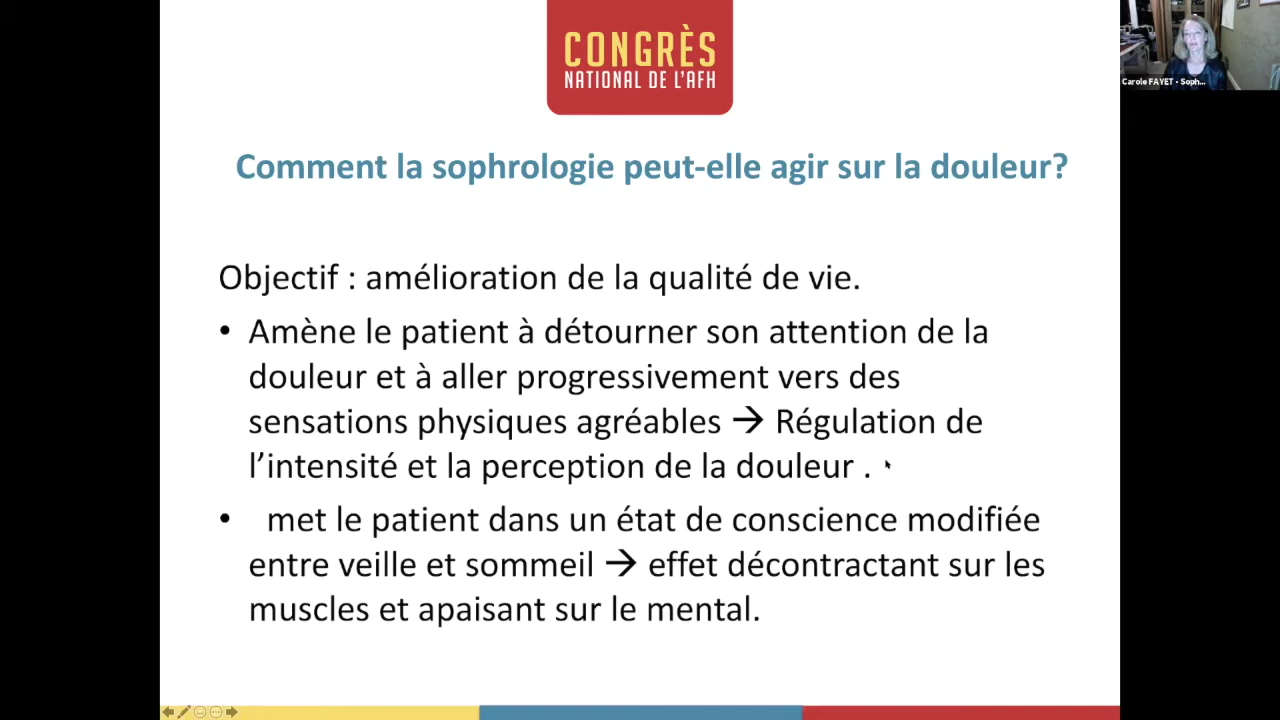 CONGRÈS
NATIONAL DE L'AFH
Carole FAYET - Soph...
Comment la sophrologie peut-elle agir sur la douleur?
Objectif : amélioration de la qualité de vie.
• Amène le patient à détourner son attention de la
douleur et à aller progressivement vers des
sensations physiques agréables → Régulation de
l’intensité et la perception de la douleur .
• met le patient dans un état de conscience modifiée
entre veille et sommeil → effet décontractant sur les
muscles et apaisant sur le mental.